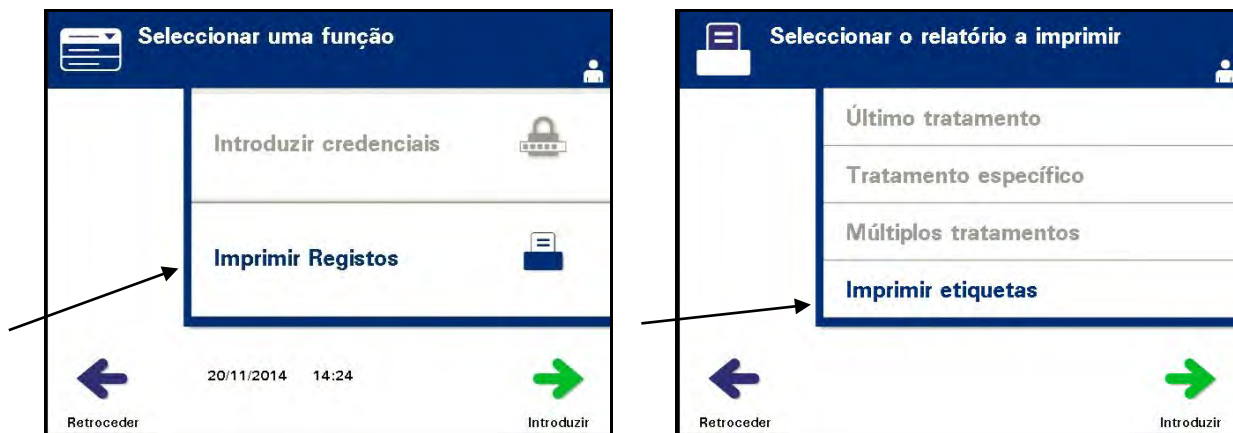 Seleccionar uma função
Introduzir credenciais
Imprimir Registos
20/11/2014 14:24
Retroceder
Introduzir
Seleccionar o relatório a imprimir
Último tratamento
Tratamento específico
Múltiplos tratamentos
Imprimir etiquetas
Retroceder
Introduzir